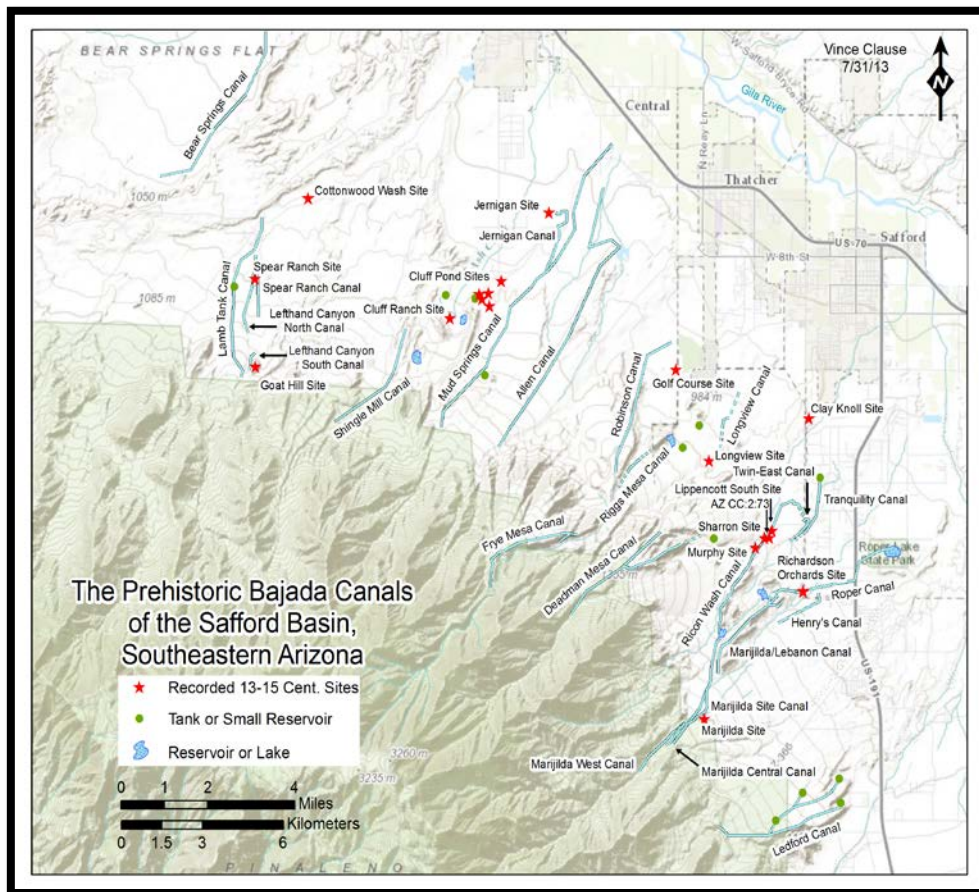 BEAR SPRINGS FLAT
Vince Clause
7/31/13
N
Bear Springs Canal
Central
N Reay Ln
W Safford Bryce Rd
Gila River
1050 m
Cottonwood Wash Site
Jernigan Site
Jernigan Canal
Thatcher
US-70
Safford
W 8th St
Spear Ranch Site
Spear Ranch Canal
Cluff Pond Sites
Lamb Tank Canal
1085 m
Lefthand Canyon
North Canal
Cluff Ranch Site
Lefthand Canyon
South Canal
Goat Hill Site
Shingle Mill Canal
Mud Springs Canal
Allen Canal
Robinson Canal
Golf Course Site
984 m
Longview Canal
Clay Knoll Site
Riggs Mesa Canal
Longview Site
Twin-East Canal
Lippencott South Site
AZ CC:2:73
Tranquility Canal
Frye Mesa Canal
Sharron Site
Murphy Site
Deadman Mesa Canal
Roper Lake
State Park
Richardson
Orchards Site
Roper Canal
Ricon Wash Canal
Henry's Canal
Marijilda/Lebanon Canal
US-191
Marijilda Site Canal
Marijilda Site
Marijilda West Canal
Marijilda Central Canal
Ledford Canal
The Prehistoric Bajada Canals
of the Safford Basin,
Southeastern Arizona
Recorded 13-15 Cent. Sites
Tank or Small Reservoir
Reservoir or Lake
3260 m
3235 m
0 1 2 4
Miles
Kilometers
0 1.5 3 6
PINALENO